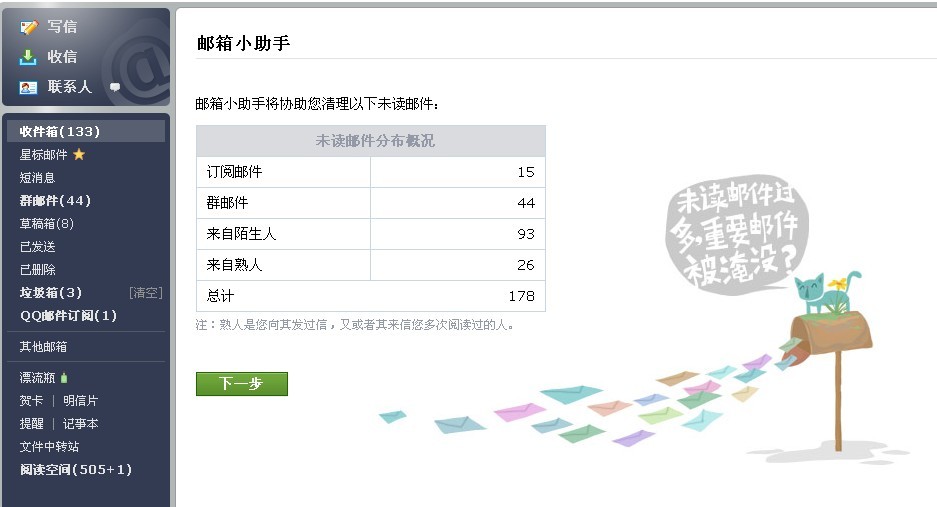 写信
收信
联系人
收件箱(133)
星标邮件
短消息
群邮件(44)
草稿箱(8)
已发送
已删除
垃圾箱(3) [清空]
QQ邮件订阅(1)
其他邮箱
漂流瓶
贺卡 | 明信片
提醒 | 记事本
文件中转站
阅读空间(505+1)
邮箱小助手
邮箱小助手将协助您清理以下未读邮件：
未读邮件分布概况
订阅邮件 15
群邮件 44
来自陌生人 93
来自熟人 26
总计 178
注：熟人是您向其发过信，又或者其来信您多次阅读过的人。
下一步
未读邮件过
多,重要邮件
被淹没?